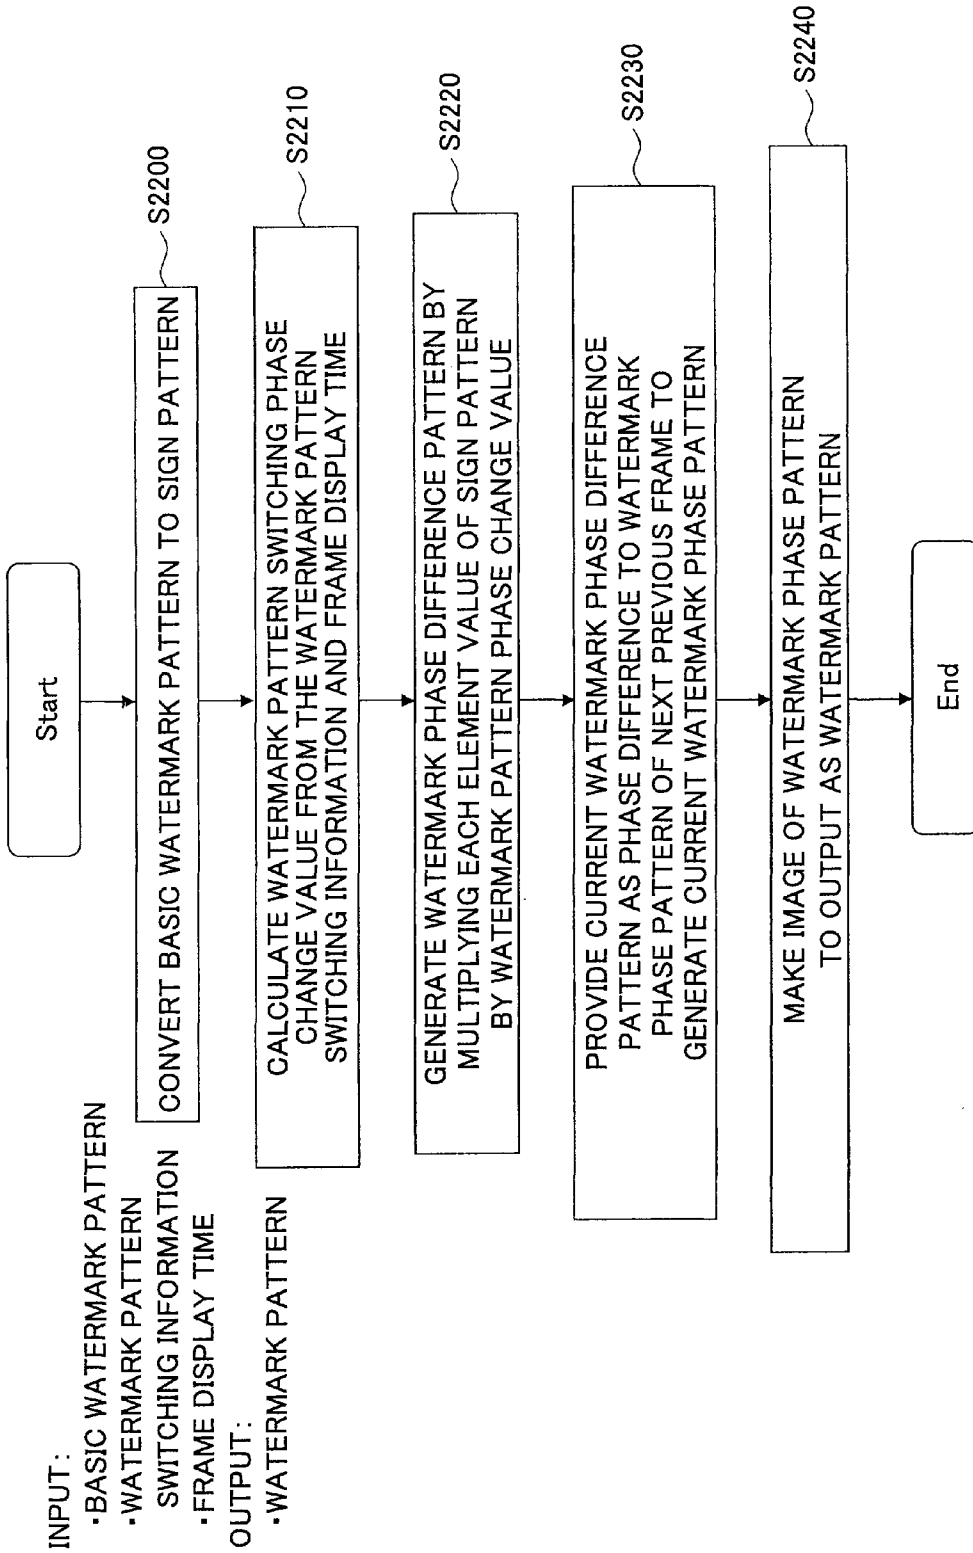 INPUT:
・BASIC WATERMARK PATTERN
・WATERMARK PATTERN
SWITCHING INFORMATION
・FRAME DISPLAY TIME
OUTPUT:
・WATERMARK PATTERN
Start
CONVERT BASIC WATERMARK PATTERN TO SIGN PATTERN
S2200
CALCULATE WATERMARK PATTERN SWITCHING PHASE
CHANGE VALUE FROM THE WATERMARK PATTERN
SWITCHING INFORMATION AND FRAME DISPLAY TIME
S2210
GENERATE WATERMARK PHASE DIFFERENCE PATTERN BY
MULTIPLYING EACH ELEMENT VALUE OF SIGN PATTERN
BY WATERMARK PATTERN PHASE CHANGE VALUE
S2220
PROVIDE CURRENT WATERMARK PHASE DIFFERENCE
PATTERN AS PHASE DIFFERENCE TO WATERMARK
PHASE PATTERN OF NEXT PREVIOUS FRAME TO
GENERATE CURRENT WATERMARK PHASE PATTERN
S2230
MAKE IMAGE OF WATERMARK PHASE PATTERN
TO OUTPUT AS WATERMARK PATTERN
S2240
End